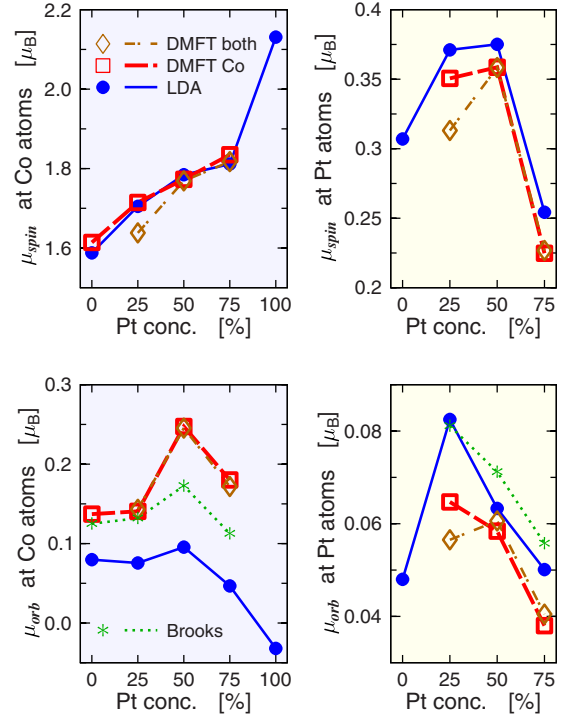 μspin at Co atoms [μB]
2.2
2.0
1.8
1.6
DMFT both
DMFT Co
LDA
0 25 50 75 100
Pt conc. [%]
μspin at Pt atoms [μB]
0.4
0.35
0.3
0.25
0.2
0 25 50 75
Pt conc. [%]
μorb at Co atoms [μB]
0.3
0.2
0.1
0.0
Brooks
0 25 50 75 100
Pt conc. [%]
μorb at Pt atoms [μB]
0.08
0.06
0.04
0 25 50 75
Pt conc. [%]